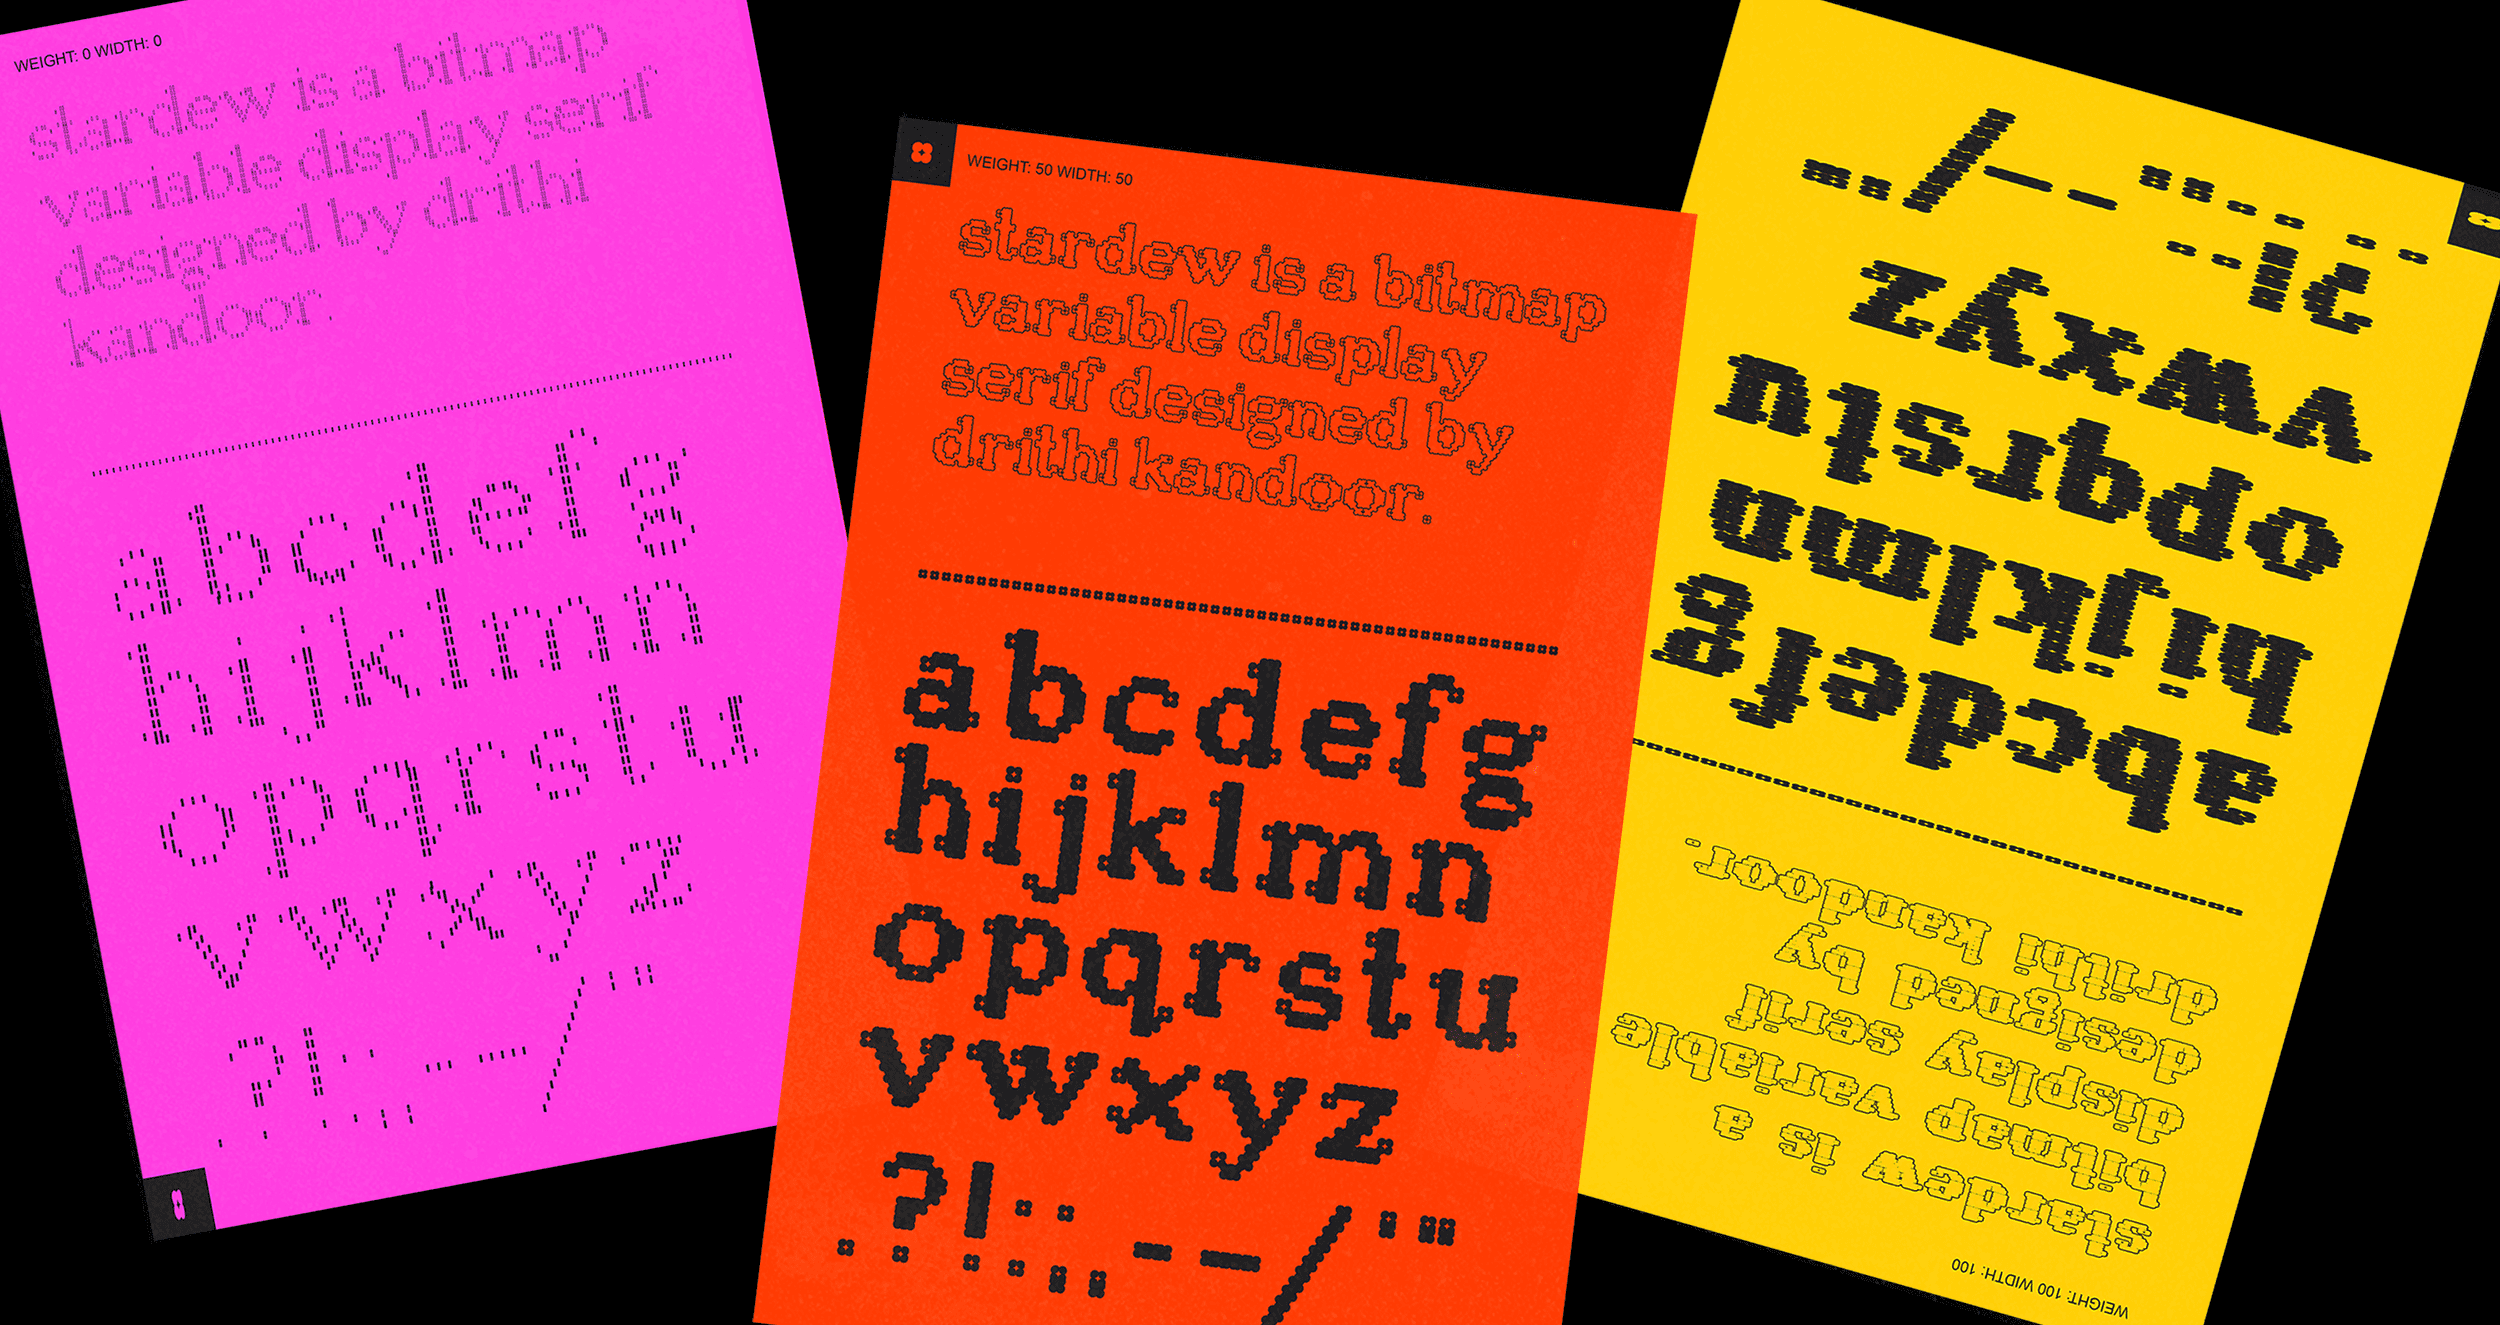 WEIGHT: 0 WIDTH: 0
stardew is a bitmap
variable display serif
designed by drithi
kandoor.
abcdefg
hijklmn
opqrstu
vwxyz
.?!:;,-–/'"
WEIGHT: 50 WIDTH: 50
stardew is a bitmap
variable display
serif designed by
drithi kandoor.
abcdefg
hijklmn
opqrstu
vwxyz
.?!:;,-–/'"
WEIGHT: 100 WIDTH: 100
stardew is a
bitmap variable
display serif
designed by
drithi kandoor.
abcdefg
hijklmn
opqrstu
vwxyz